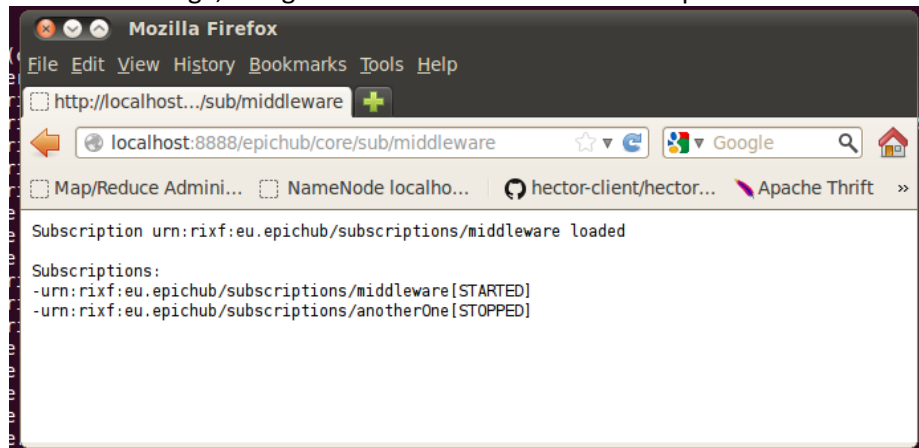 Mozilla Firefox
File Edit View History Bookmarks Tools Help
http://localhost.../sub/middleware
localhost:8888/epichub/core/sub/middleware Google
Map/Reduce Admini... NameNode localho... hector-client/hector... Apache Thrift »
Subscription urn:rixf:eu.epichub/subscriptions/middleware loaded
Subscriptions:
-urn:rixf:eu.epichub/subscriptions/middleware[STARTED]
-urn:rixf:eu.epichub/subscriptions/anotherOne[STOPPED]